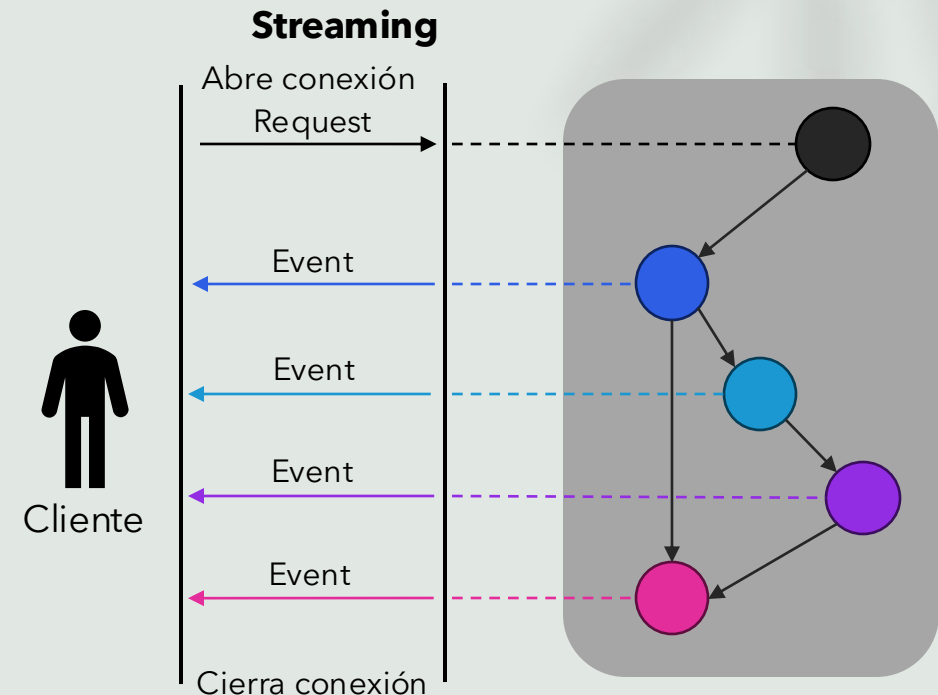 Streaming
Abre conexión
Request
Event
Event
Event
Cliente
Event
Cierra conexión